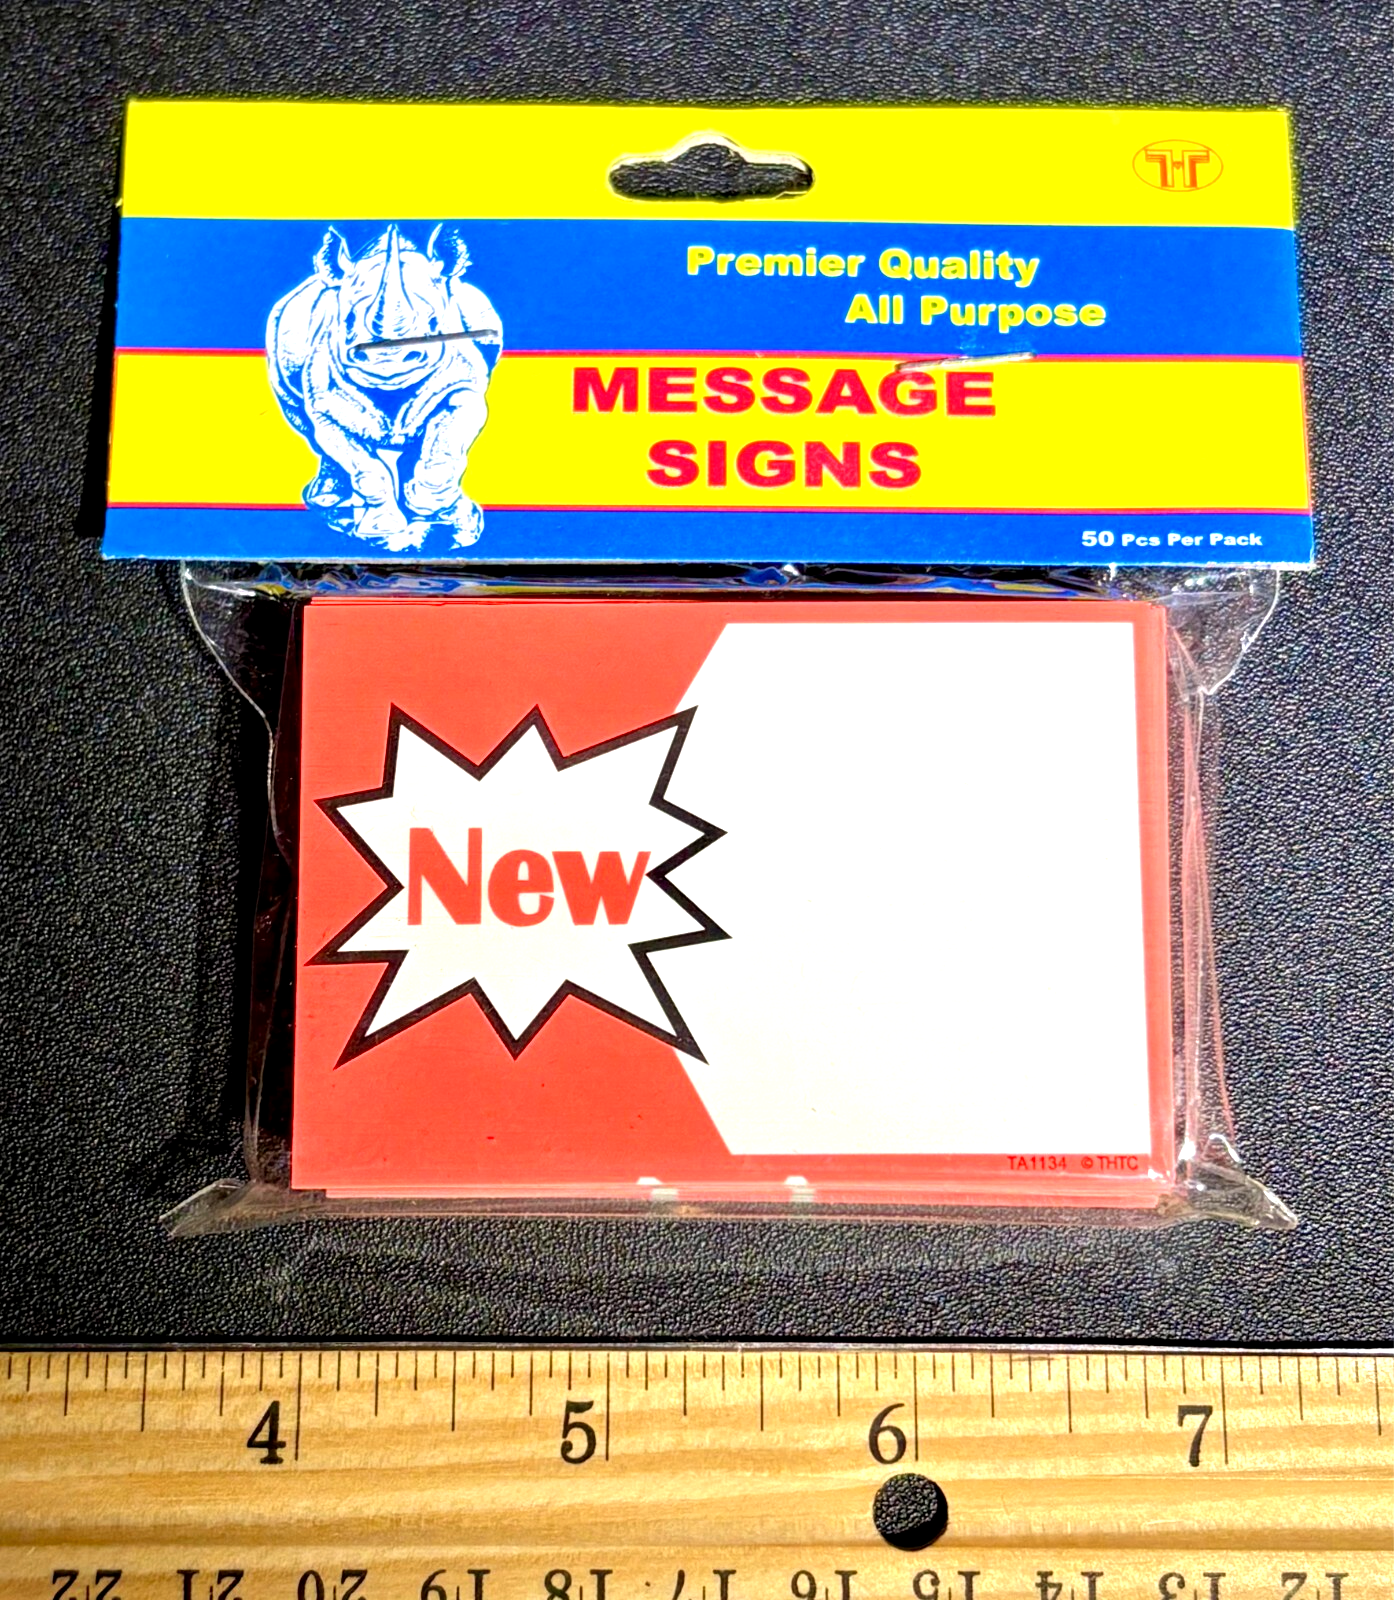 Premier Quality
All Purpose
MESSAGE
SIGNS
50 Pcs Per Pack
New
TA1134 © THTC
4 5 6 7
22 21 20 19 18 17 16 15 14 13 12